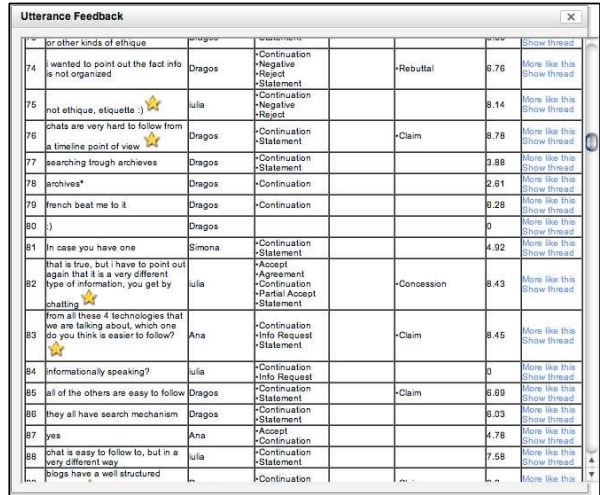 Utterance Feedback
or other kinds of ethique
Show thread
74 i wanted to point out the fact info is not organized Dragos •Continuation •Negative •Reject •Statement •Rebuttal 6.76 More like this Show thread
75 not ethique, etiquette :) iulia •Continuation •Negative •Reject 8.14 More like this Show thread
76 chats are very hard to follow from a timeline point of view Dragos •Continuation •Statement •Claim 8.78 More like this Show thread
77 searching trough archieves Dragos •Continuation •Statement 3.88 More like this Show thread
78 archives* Dragos •Continuation 2.61 More like this Show thread
79 french beat me to it Dragos •Continuation 6.28 More like this Show thread
80 :) Dragos 0 More like this Show thread
81 In case you have one Simona •Continuation •Statement 4.92 More like this Show thread
82 that is true, but i have to point out again that it is a very different type of information, you get by chatting iulia •Accept •Agreement •Continuation •Partial Accept •Statement •Concession 8.43 More like this Show thread
83 from all these 4 technologies that we are talking about, which one do you think is easier to follow? Ana •Continuation •Info Request •Statement •Claim 8.45 More like this Show thread
84 informationally speaking? iulia •Continuation •Info Request 0 More like this Show thread
85 all of the others are easy to follow Dragos •Continuation •Statement •Claim 6.69 More like this Show thread
86 they all have search mechanism Dragos •Continuation •Statement 6.03 More like this Show thread
87 yes Ana •Accept •Continuation 4.78 More like this Show thread
88 chat is easy to follow to, but in a very different way iulia •Continuation •Statement 7.58 More like this Show thread
blogs have a well structured •Continuation More like this